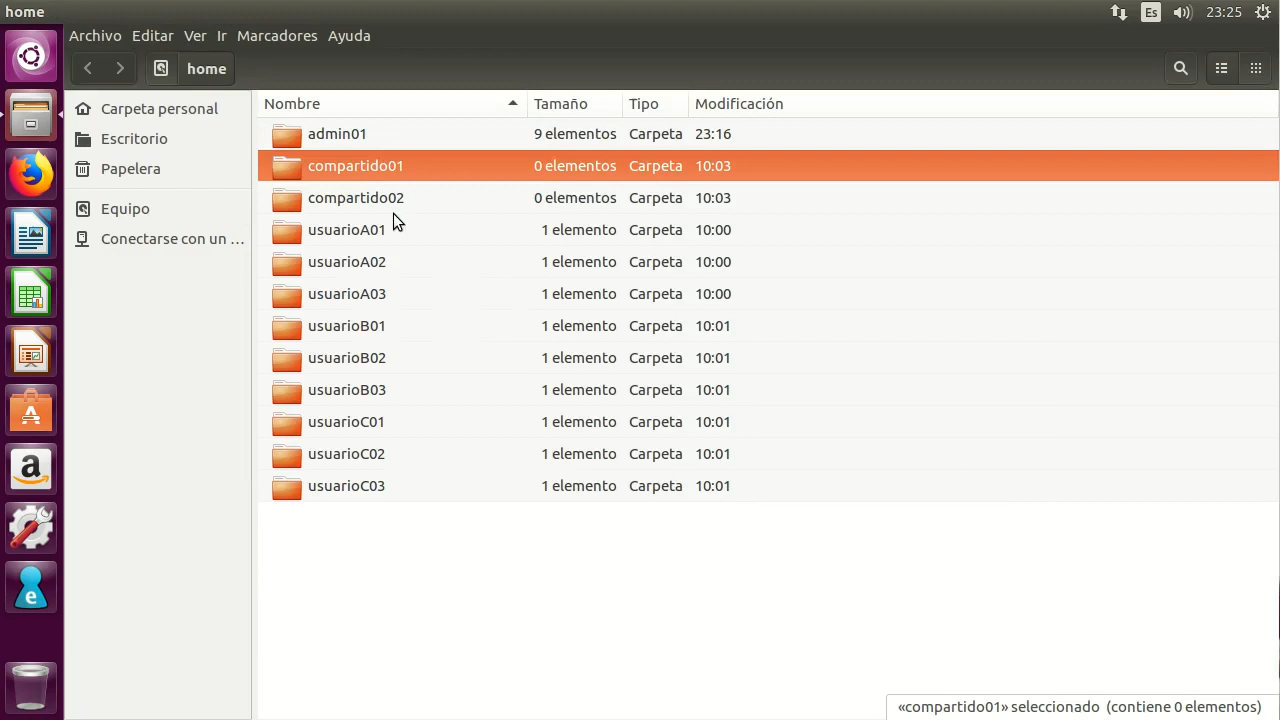 home
Es
23:25
Archivo Editar Ver Ir Marcadores Ayuda
home
Carpeta personal
Escritorio
Papelera
Equipo
Conectarse con un ...
Nombre Tamaño Tipo Modificación
admin01 9 elementos Carpeta 23:16
compartido01 0 elementos Carpeta 10:03
compartido02 0 elementos Carpeta 10:03
usuarioA01 1 elemento Carpeta 10:00
usuarioA02 1 elemento Carpeta 10:00
usuarioA03 1 elemento Carpeta 10:00
usuarioB01 1 elemento Carpeta 10:01
usuarioB02 1 elemento Carpeta 10:01
usuarioB03 1 elemento Carpeta 10:01
usuarioC01 1 elemento Carpeta 10:01
usuarioC02 1 elemento Carpeta 10:01
usuarioC03 1 elemento Carpeta 10:01
«compartido01» seleccionado (contiene 0 elementos)